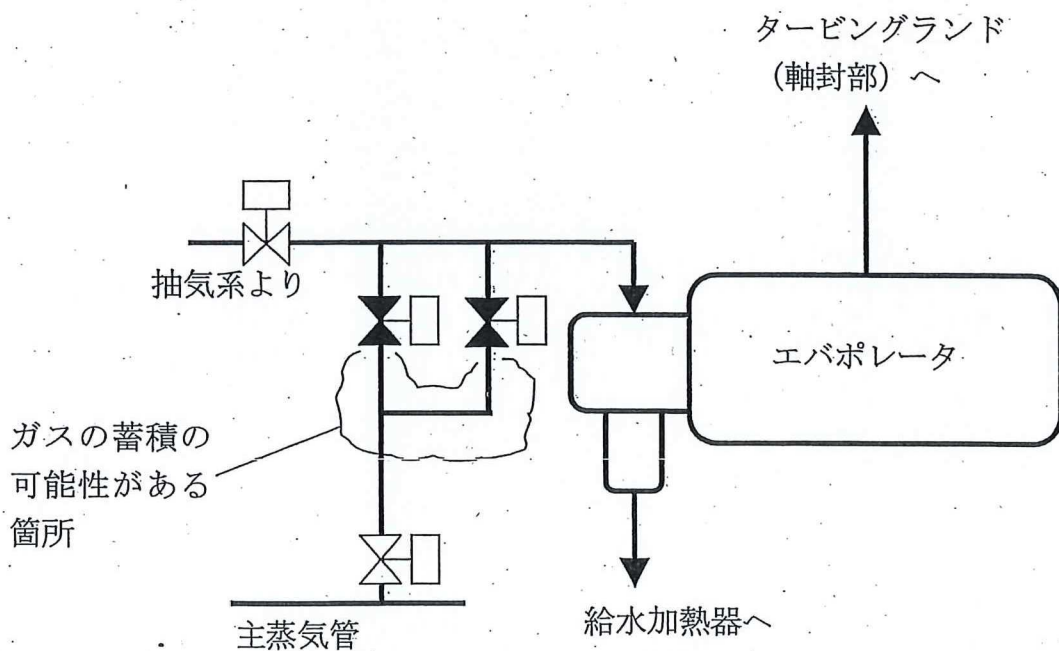 タービングランド
（軸封部）へ
抽気系より
エバポレータ
ガスの蓄積の
可能性がある
箇所
主蒸気管
給水加熱器へ